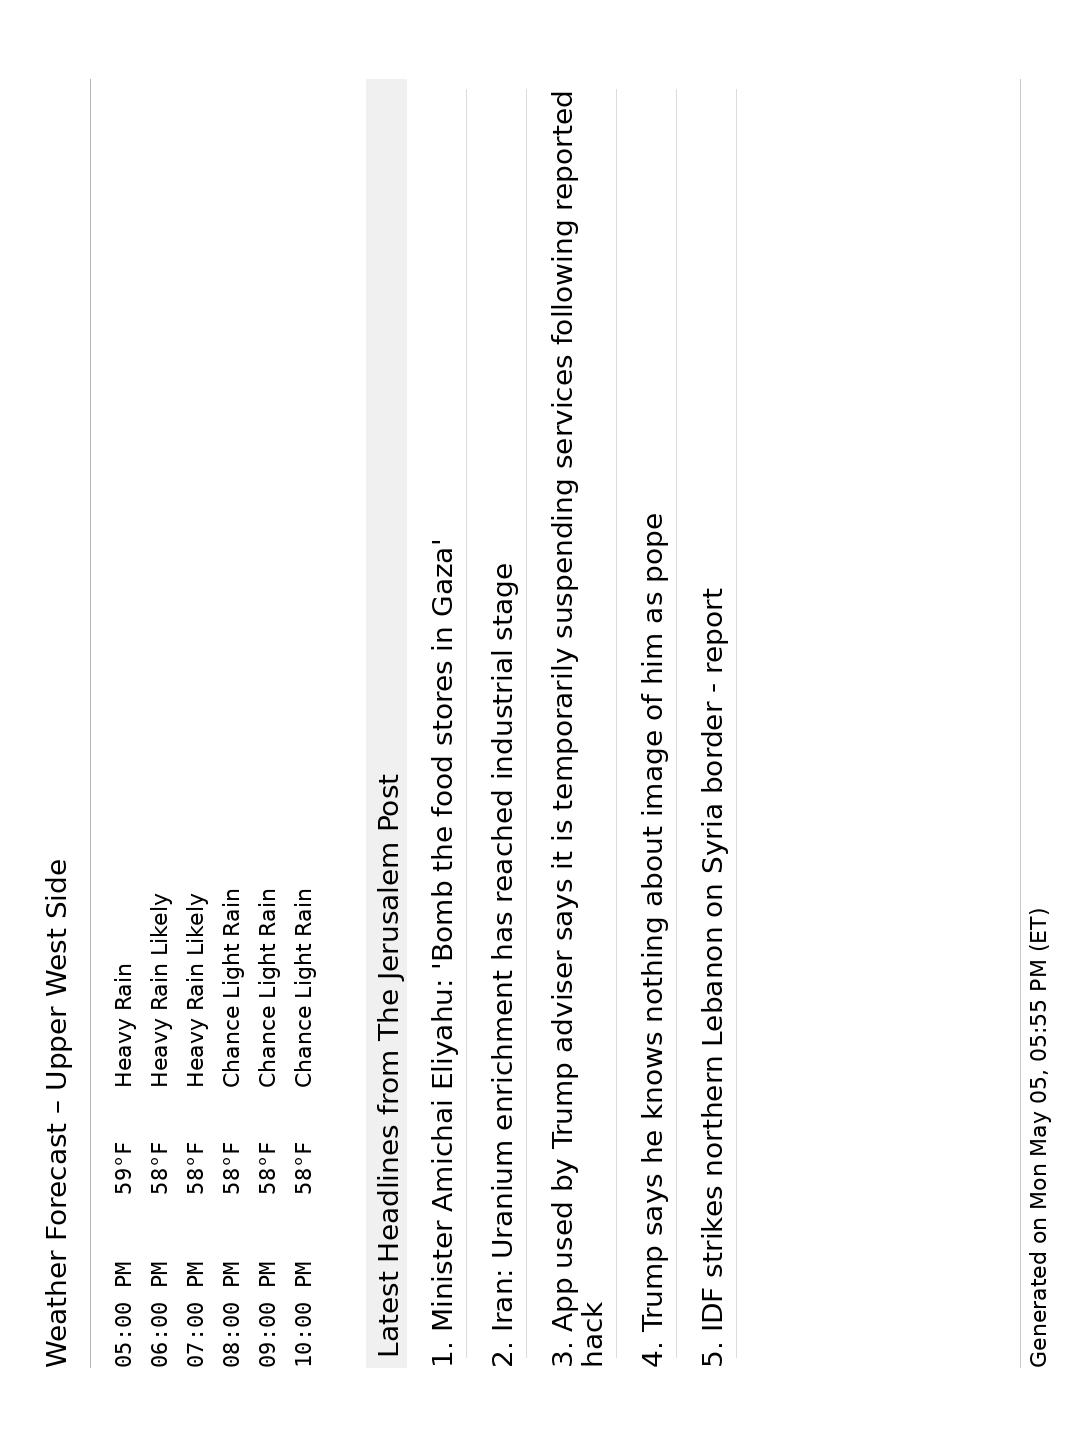 Weather Forecast – Upper West Side
05:00 PM 59°F Heavy Rain
06:00 PM 58°F Heavy Rain Likely
07:00 PM 58°F Heavy Rain Likely
08:00 PM 58°F Chance Light Rain
09:00 PM 58°F Chance Light Rain
10:00 PM 58°F Chance Light Rain
Latest Headlines from The Jerusalem Post
1. Minister Amichai Eliyahu: 'Bomb the food stores in Gaza'
2. Iran: Uranium enrichment has reached industrial stage
3. App used by Trump adviser says it is temporarily suspending services following reported
hack
4. Trump says he knows nothing about image of him as pope
5. IDF strikes northern Lebanon on Syria border - report
Generated on Mon May 05, 05:55 PM (ET)